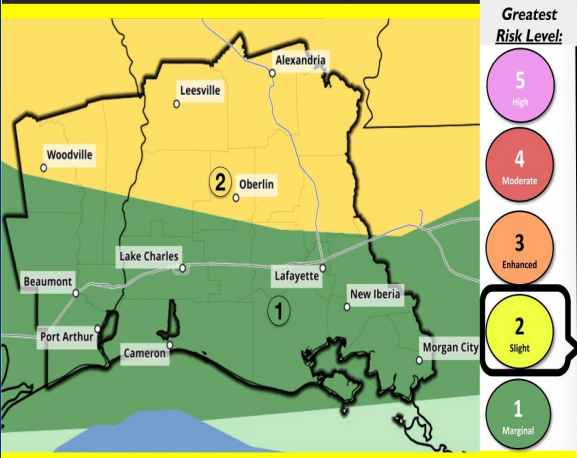 Greatest
Risk Level:
Alexandria
Leesville
Woodville
2
Oberlin
Lake Charles
Lafayette
Beaumont
New Iberia
1
Port Arthur
Cameron
Morgan City
5
High
4
Moderate
3
Enhanced
2
Slight
1
Marginal